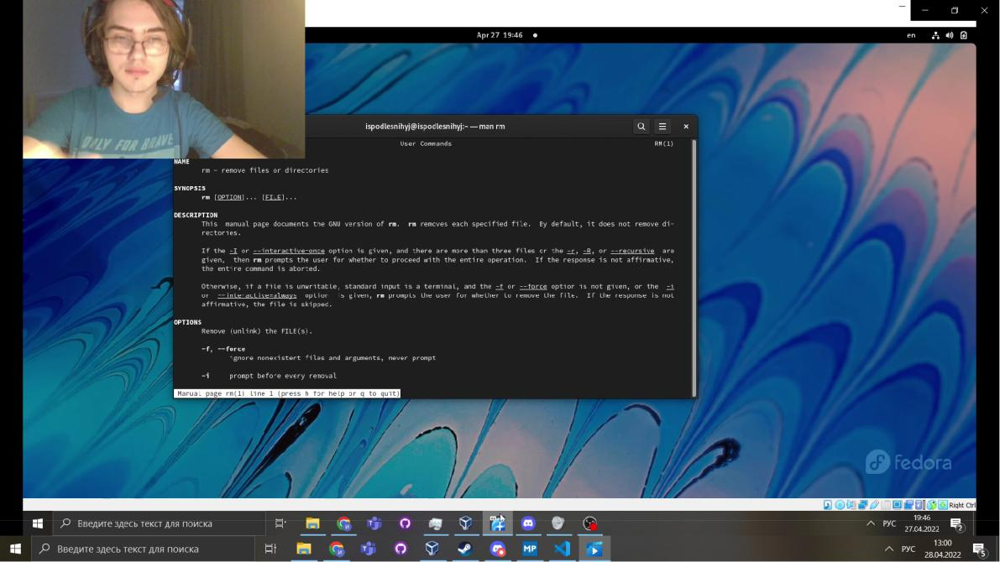 Apr 27 19:46
en
ispodlesnihyj@ispodlesnihyj:~ — man rm
User Commands RM(1)
NAME
rm - remove files or directories
SYNOPSIS
rm [OPTION]... [FILE]...
DESCRIPTION
This manual page documents the GNU version of rm. rm removes each specified file. By default, it does not remove di-
rectories.
If the -I or --interactive=once option is given, and there are more than three files or the -r, -R, or --recursive are
given, then rm prompts the user for whether to proceed with the entire operation. If the response is not affirmative,
the entire command is aborted.
Otherwise, if a file is unwritable, standard input is a terminal, and the -f or --force option is not given, or the -i
or --interactive=always option is given, rm prompts the user for whether to remove the file. If the response is not
affirmative, the file is skipped.
OPTIONS
Remove (unlink) the FILE(s).
-f, --force
ignore nonexistent files and arguments, never prompt
-i prompt before every removal
Manual page rm(1) line 1 (press h for help or q to quit)
DAILY FOR BRAVE
fedora
Right Ctrl
Введите здесь текст для поиска
РУС
19:46
27.04.2022
2
Введите здесь текст для поиска
MP
РУС
13:00
28.04.2022
5